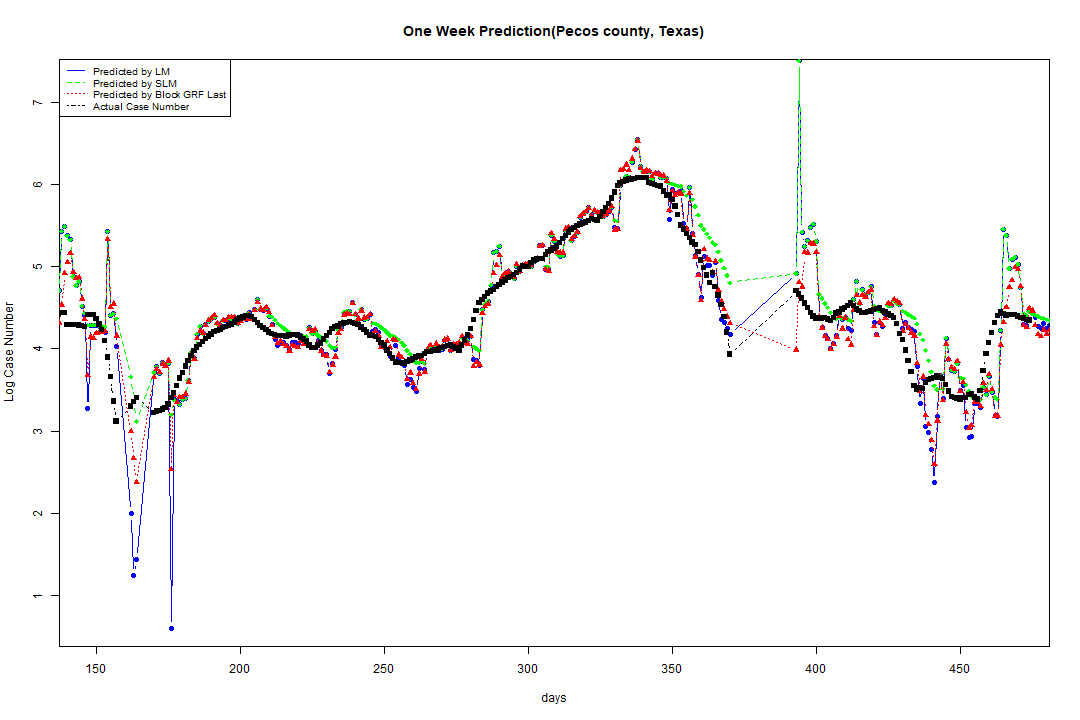 One Week Prediction(Pecos county, Texas)
Predicted by LM
Predicted by SLM
Predicted by Block GRF Last
Actual Case Number
7
6
5
4
3
2
1
Log Case Number
150 200 250 300 350 400 450
days